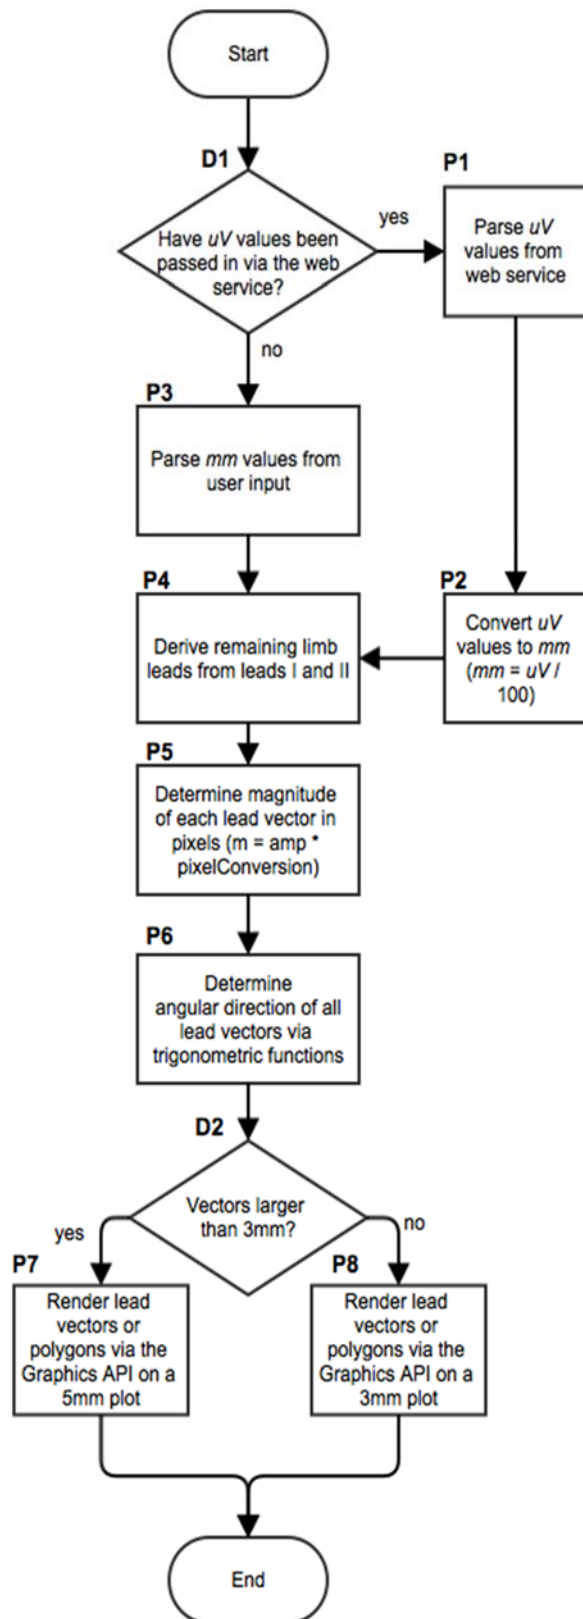 Start
D1
Have uV values been
passed in via the web
service?
yes
P1
Parse uV
values from
web service
no
P3
Parse mm values from
user input
P4
Derive remaining limb
leads from leads I and II
P2
Convert uV
values to mm
(mm = uV /
100)
P5
Determine magnitude
of each lead vector in
pixels (m = amp *
pixelConversion)
P6
Determine
angular direction of all
lead vectors via
trigonometric functions
D2
Vectors larger
than 3mm?
yes
no
P7
Render lead
vectors or
polygons via the
Graphics API on a
5mm plot
P8
Render lead
vectors or
polygons via the
Graphics API on a
3mm plot
End